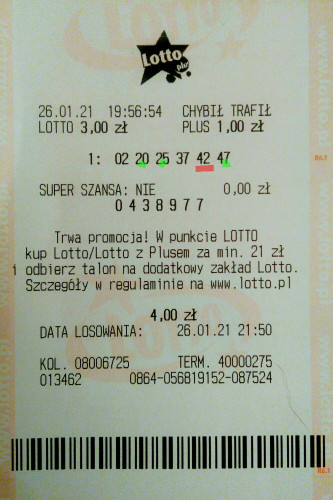 Lotto
plus
26.01.21 19:56:54 CHYBIŁ TRAFIŁ
LOTTO 3,00 zł PLUS 1,00 zł
1: 02 20 25 37 42 47
SUPER SZANSA: NIE 0,00 zł
0438977
Trwa promocja! W punkcie LOTTO
kup Lotto/Lotto z Plusem za min. 21 zł
i odbierz talon na dodatkowy zakład Lotto.
Szczegóły w regulaminie na www.lotto.pl
4,00 zł
DATA LOSOWANIA: 26.01.21 21:50
KOL. 08006725 TERM. 40000275
013462 0864-056819152-087524